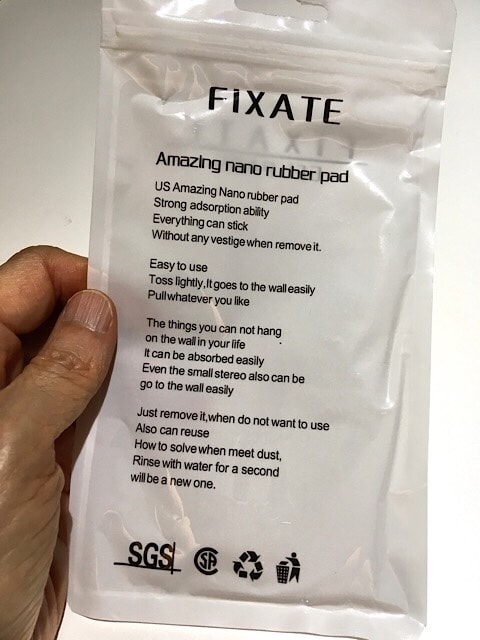 FIXATE
Amazing nano rubber pad
US Amazing Nano rubber pad
Strong adsorption ability
Everything can stick
Without any vestige when remove it.
Easy to use
Toss lightly,It goes to the wall easily
Pull whatever you like
The things you can not hang
on the wall in your life
It can be absorbed easily
Even the small stereo also can be
go to the wall easily
Just remove it,when do not want to use
Also can reuse
How to solve when meet dust,
Rinse with water for a second
will be a new one.
SGS SA